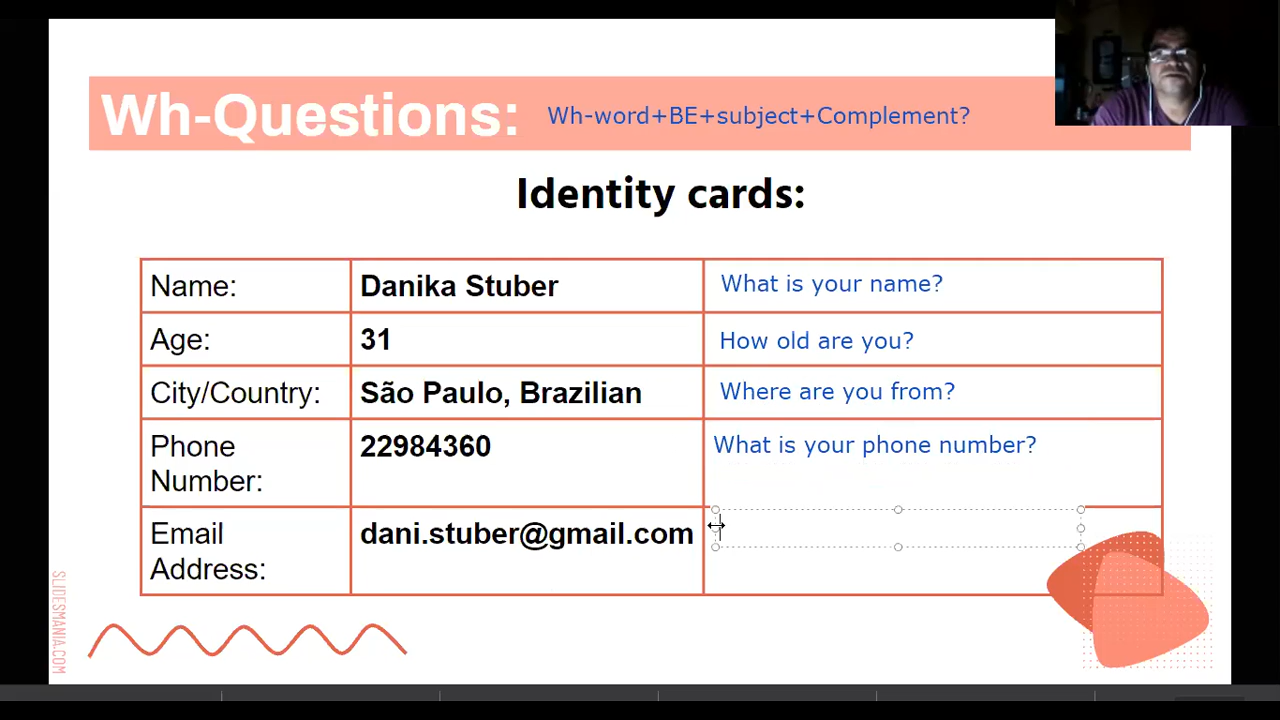 Wh-Questions: Wh-word+BE+subject+Complement?
Identity cards:
Name: Danika Stuber What is your name?
Age: 31 How old are you?
City/Country: São Paulo, Brazilian Where are you from?
Phone 22984360 What is your phone number?
Number:
Email dani.stuber@gmail.com
Address:
SLIDESMANIA.COM